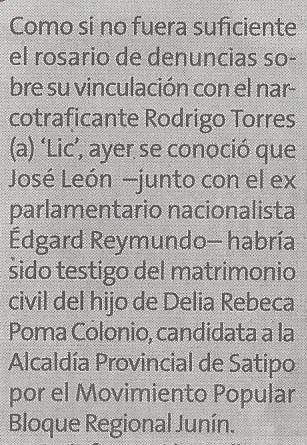 Como si no fuera suficiente
el rosario de denuncias so-
bre su vinculación con el nar-
cotraficante Rodrigo Torres
(a) ‘Lic’, ayer se conoció que
José León –junto con el ex
parlamentario nacionalista
Édgard Reymundo– habría
sido testigo del matrimonio
civil del hijo de Delia Rebeca
Poma Colonio, candidata a la
Alcaldía Provincial de Satipo
por el Movimiento Popular
Bloque Regional Junín.